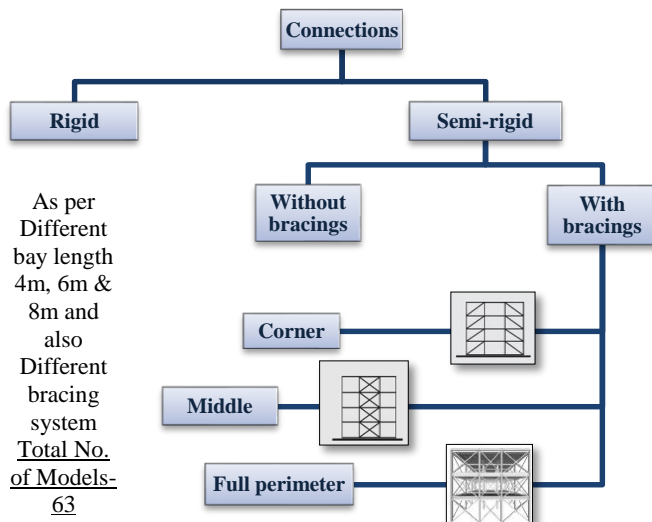 Connections
Rigid
Semi-rigid
Without
bracings
With
bracings
As per
Different
bay length
4m, 6m &
8m and
also
Different
bracing
system
Total No.
of Models-
63
Corner
Middle
Full perimeter